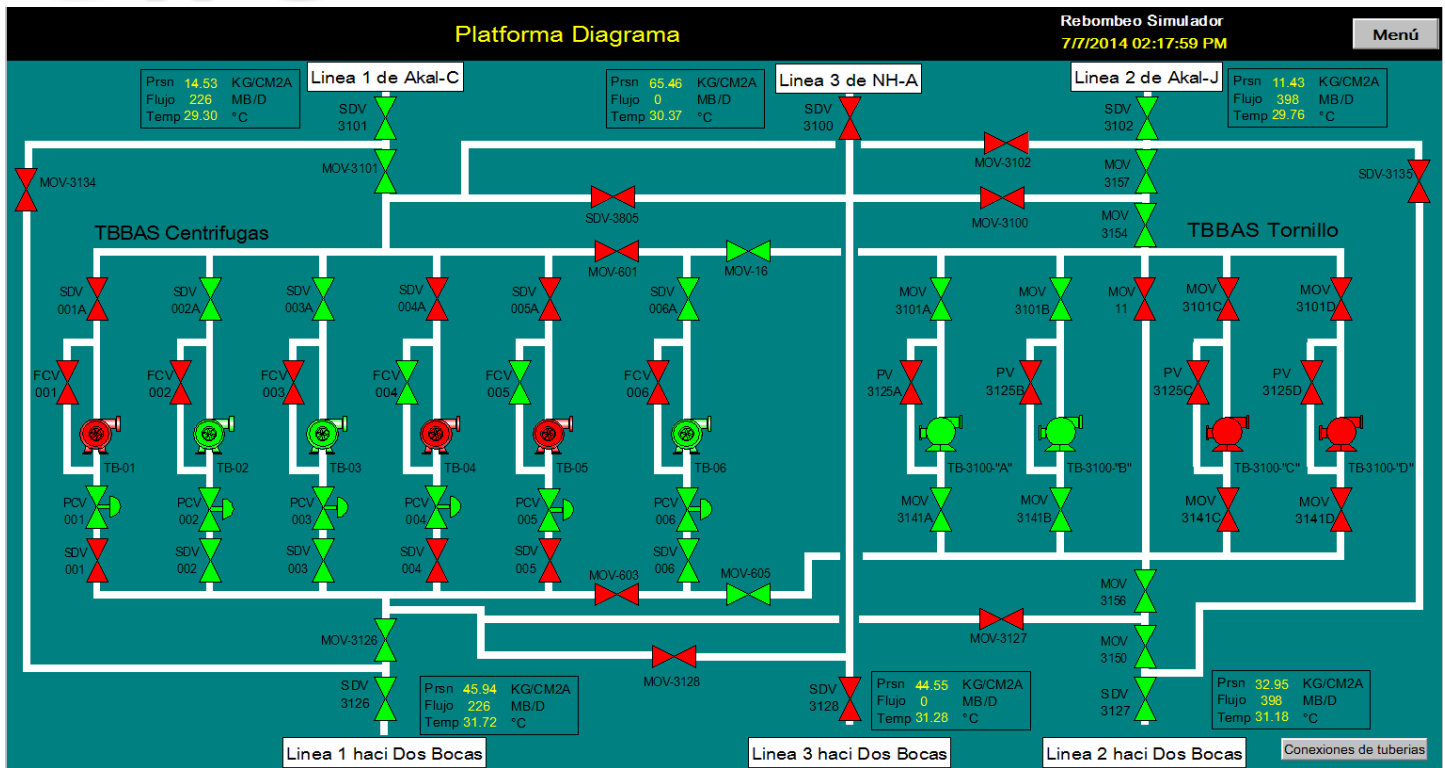 Platforma Diagrama
Rebombeo Simulador
7/7/2014 02:17:59 PM
Menú
Linea 1 de Akal-C
Linea 3 de NH-A
Linea 2 de Akal-J
Prsn 14.53 KG/CM2A
Flujo 226 MB/D
Temp 29.30 °C
Prsn 65.46 KG/CM2A
Flujo 0 MB/D
Temp 30.37 °C
Prsn 11.43 KG/CM2A
Flujo 398 MB/D
Temp 29.76 °C
SDV 3101
SDV 3100
SDV 3102
MOV-3134
MOV-3101
MOV-3102
MOV 3157
SDV-3135
SDV-3805
MOV-3100
MOV 3154
TBBAS Centrifugas
TBBAS Tornillo
MOV-601
MOV-16
SDV 001A
SDV 002A
SDV 003A
SDV 004A
SDV 005A
SDV 006A
MOV 3101A
MOV 3101B
MOV 11
MOV 3101C
MOV 3101D
FCV 001
FCV 002
FCV 003
FCV 004
FCV 005
FCV 006
PV 3125A
PV 3125B
PV 3125C
PV 3125D
TB-01
TB-02
TB-03
TB-04
TB-05
TB-06
TB-3100-"A"
TB-3100-"B"
TB-3100-"C"
TB-3100-"D"
PCV 001
PCV 002
PCV 003
PCV 004
PCV 005
PCV 006
MOV 3141A
MOV 3141B
MOV 3141C
MOV 3141D
SDV 001
SDV 002
SDV 003
SDV 004
SDV 005
SDV 006
MOV-603
MOV-605
MOV 3156
MOV-3126
MOV-3127
MOV 3150
MOV-3128
SDV 3126
SDV 3128
SDV 3127
Prsn 45.94 KG/CM2A
Flujo 226 MB/D
Temp 31.72 °C
Prsn 44.55 KG/CM2A
Flujo 0 MB/D
Temp 31.28 °C
Prsn 32.95 KG/CM2A
Flujo 398 MB/D
Temp 31.18 °C
Linea 1 haci Dos Bocas
Linea 3 haci Dos Bocas
Linea 2 haci Dos Bocas
Conexiones de tuberias